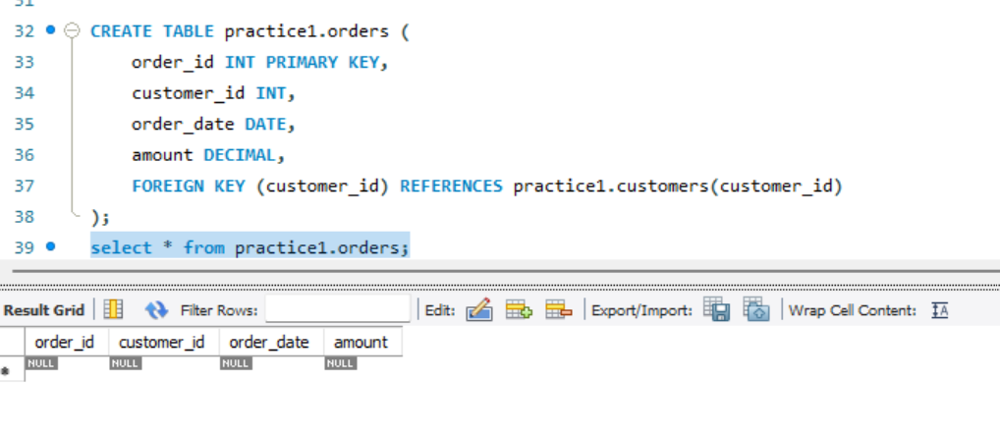 31
32 CREATE TABLE practice1.orders (
33 order_id INT PRIMARY KEY,
34 customer_id INT,
35 order_date DATE,
36 amount DECIMAL,
37 FOREIGN KEY (customer_id) REFERENCES practice1.customers(customer_id)
38 );
39 select * from practice1.orders;
Result Grid Filter Rows: Edit: Export/Import: Wrap Cell Content: IA
order_id customer_id order_date amount
* NULL NULL NULL NULL